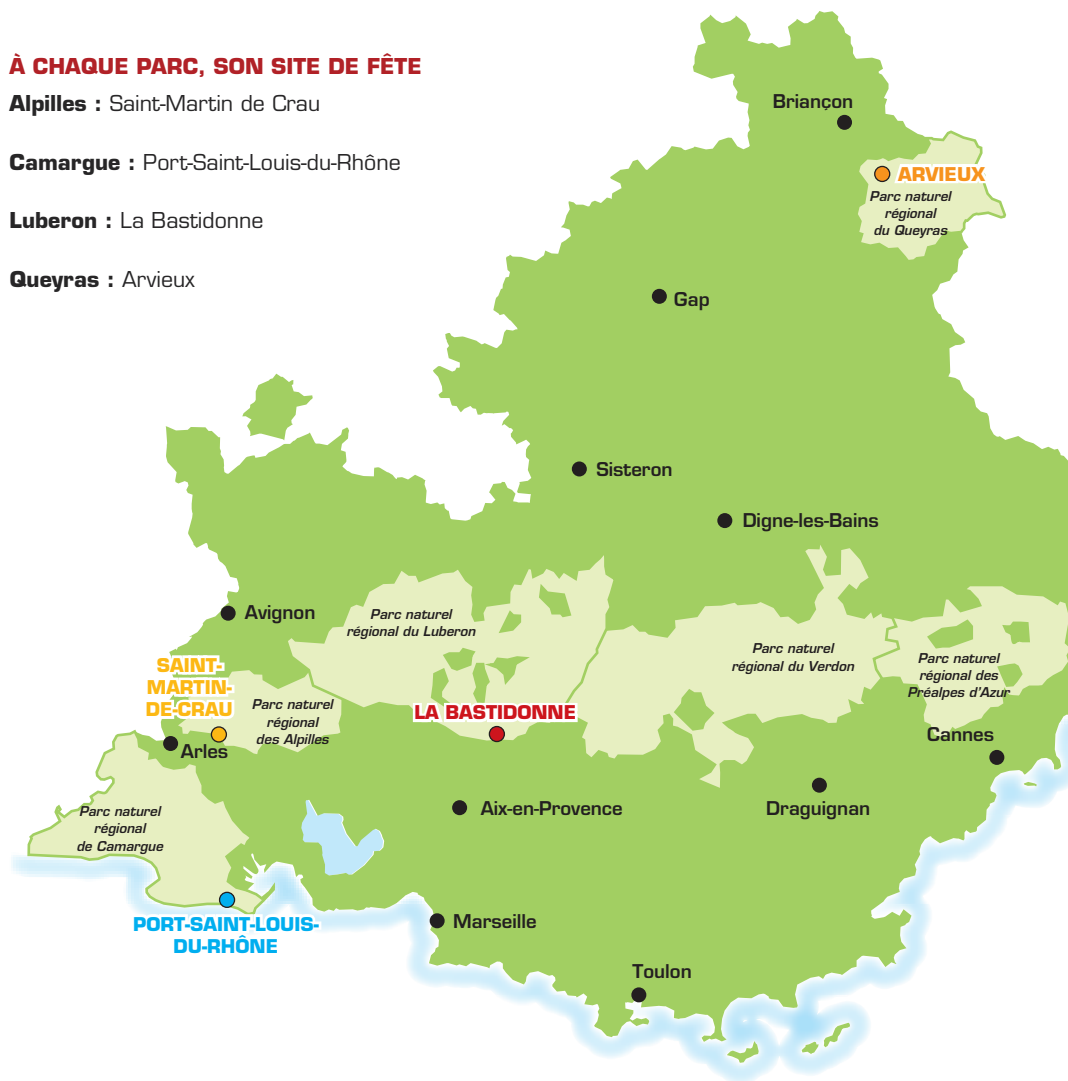 À CHAQUE PARC, SON SITE DE FÊTE
Alpilles : Saint-Martin de Crau
Camargue : Port-Saint-Louis-du-Rhône
Luberon : La Bastidonne
Queyras : Arvieux
Briançon
ARVIEUX
Parc naturel
régional
du Queyras
Gap
Sisteron
Digne-les-Bains
Avignon
Parc naturel
régional du Luberon
Parc naturel
régional du Verdon
Parc naturel
régional des
Préalpes d'Azur
SAINT-
MARTIN-
DE-CRAU
Parc naturel
régional
des Alpilles
LA BASTIDONNE
Cannes
Arles
Aix-en-Provence
Draguignan
Parc naturel
régional
de Camargue
PORT-SAINT-LOUIS-
DU-RHÔNE
Marseille
Toulon